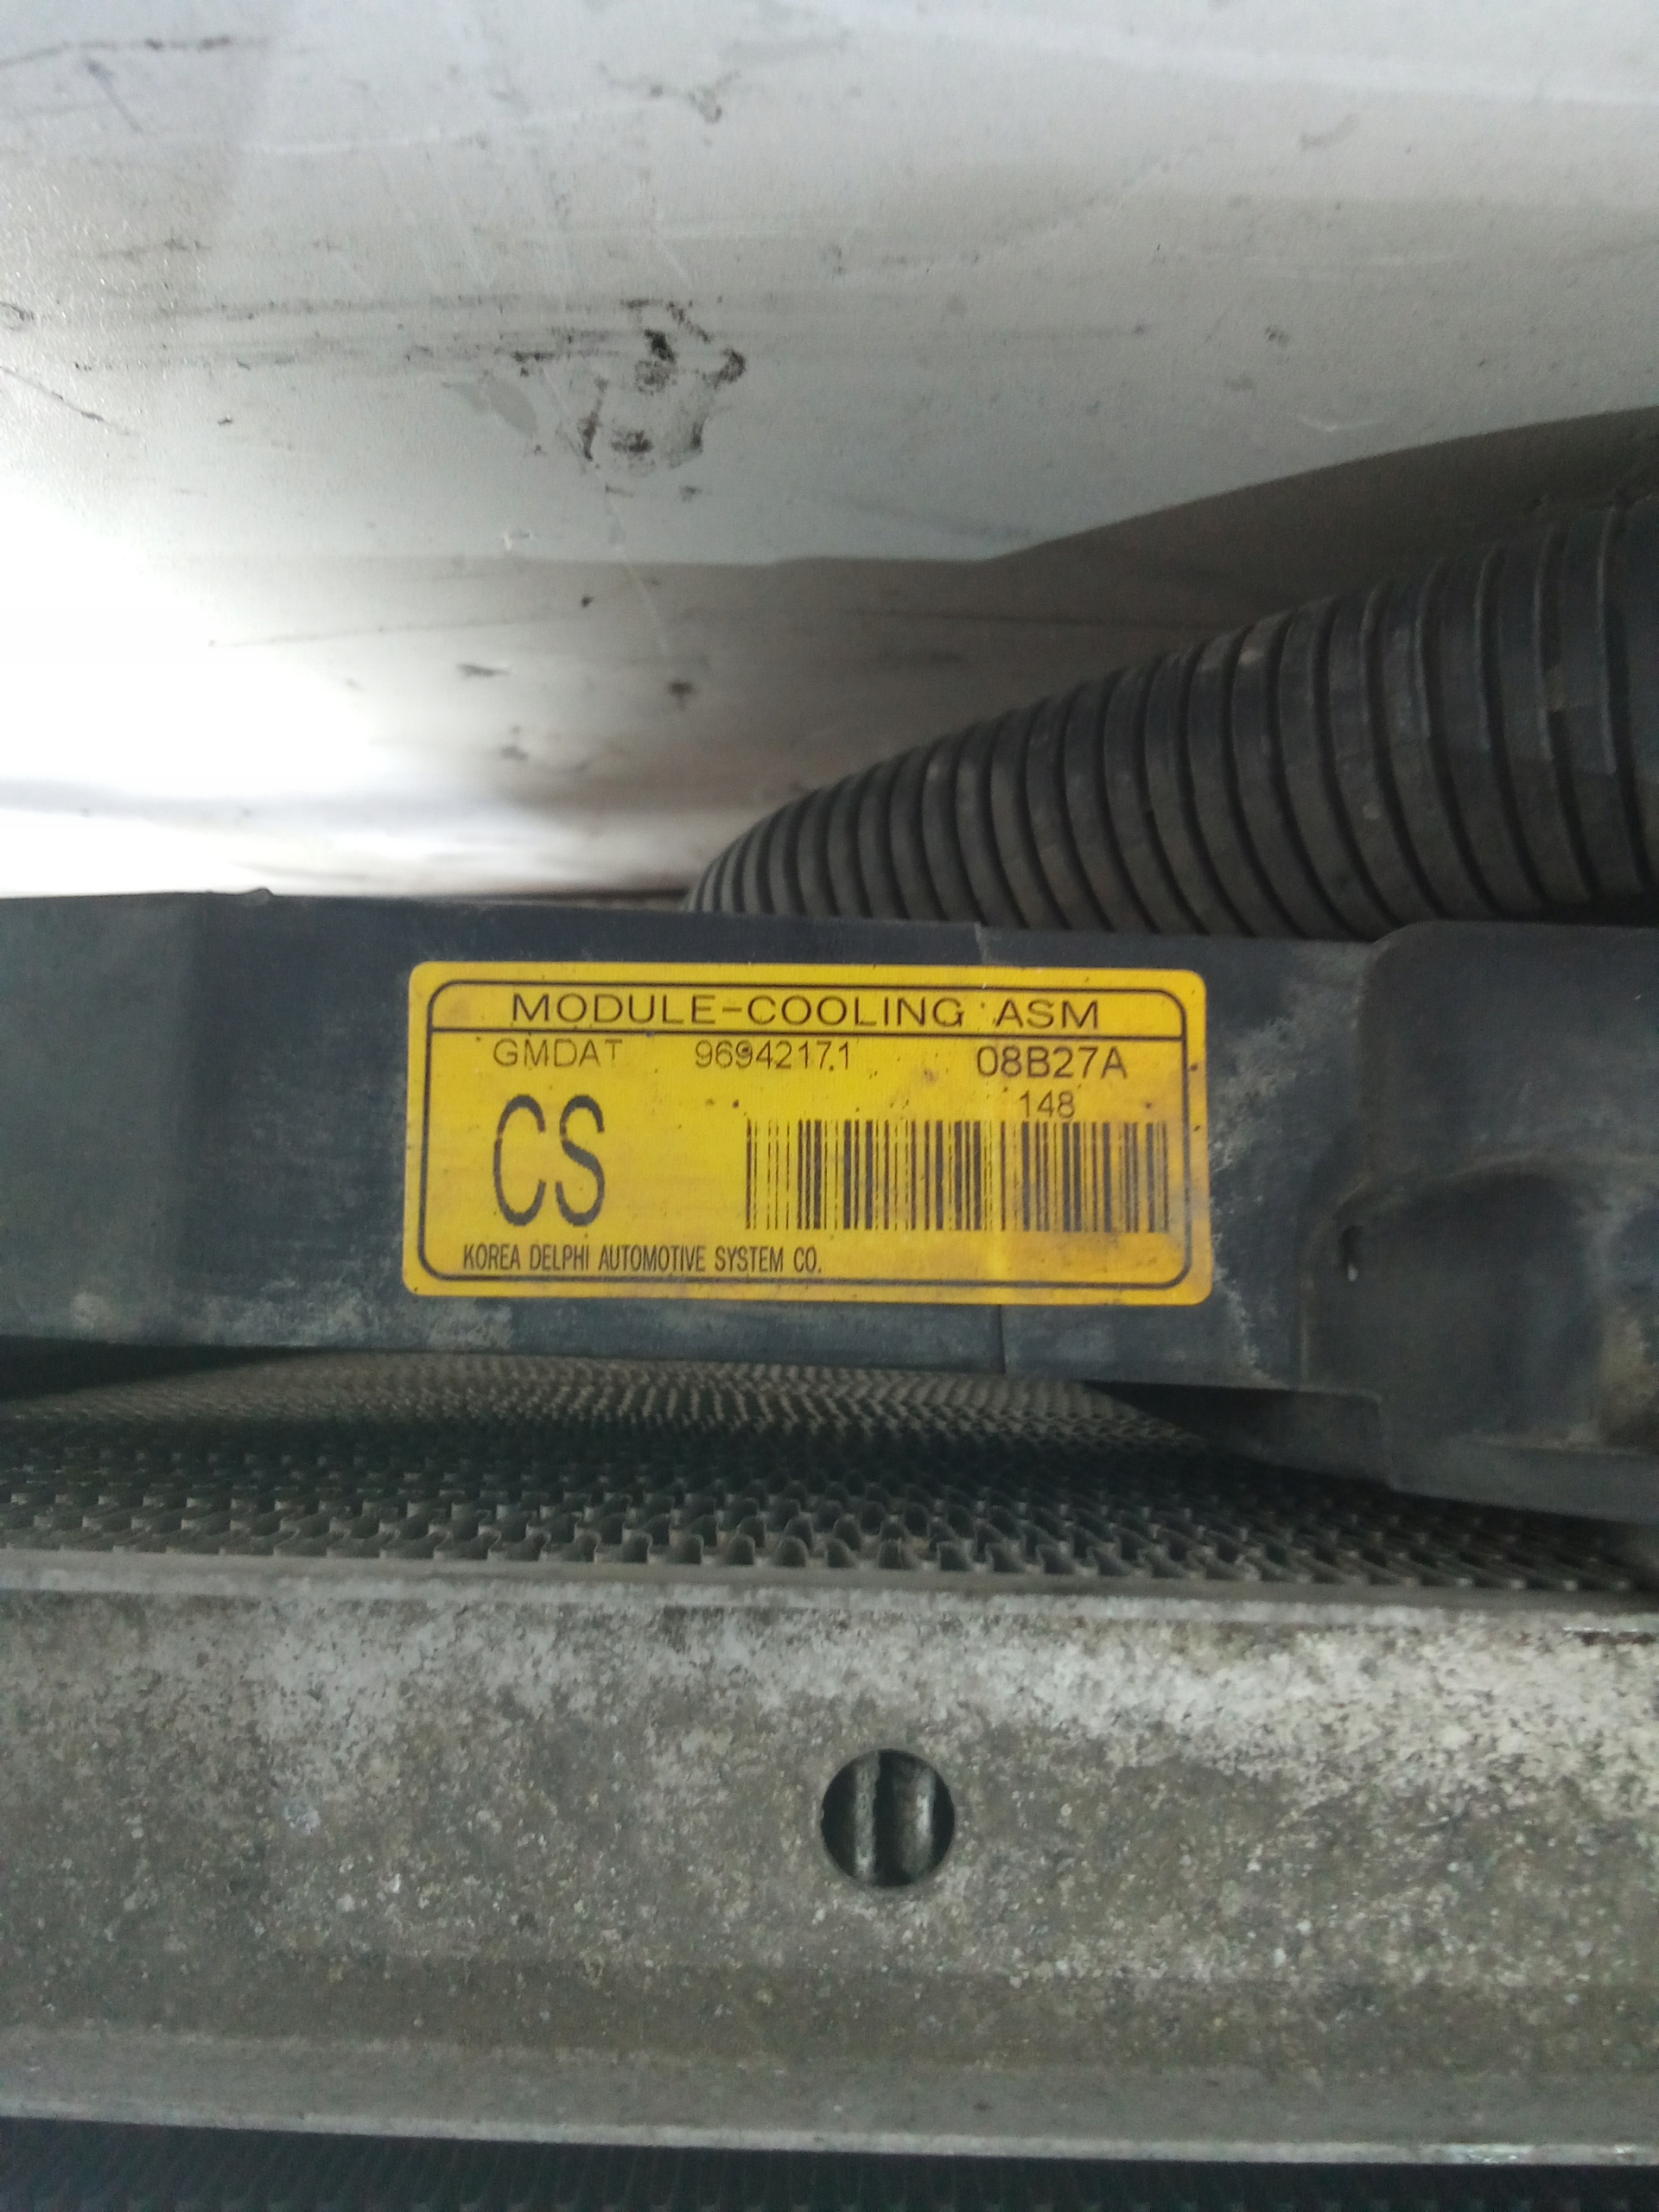 MODULE-COOLING ASM
GMDAT 96942171 08B27A
148
CS
KOREA DELPHI AUTOMOTIVE SYSTEM CO.